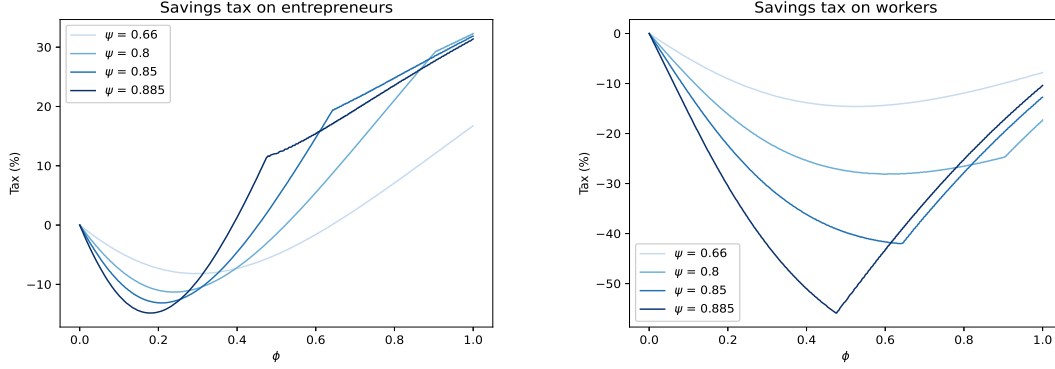 Savings tax on entrepreneurs
Tax (%)
30
20
10
0
−10
0.0
0.2
0.4
0.6
0.8
1.0
ϕ
ψ = 0.66
ψ = 0.8
ψ = 0.85
ψ = 0.885
Savings tax on workers
Tax (%)
0
−10
−20
−30
−40
−50
0.0
0.2
0.4
0.6
0.8
1.0
ϕ
ψ = 0.66
ψ = 0.8
ψ = 0.85
ψ = 0.885